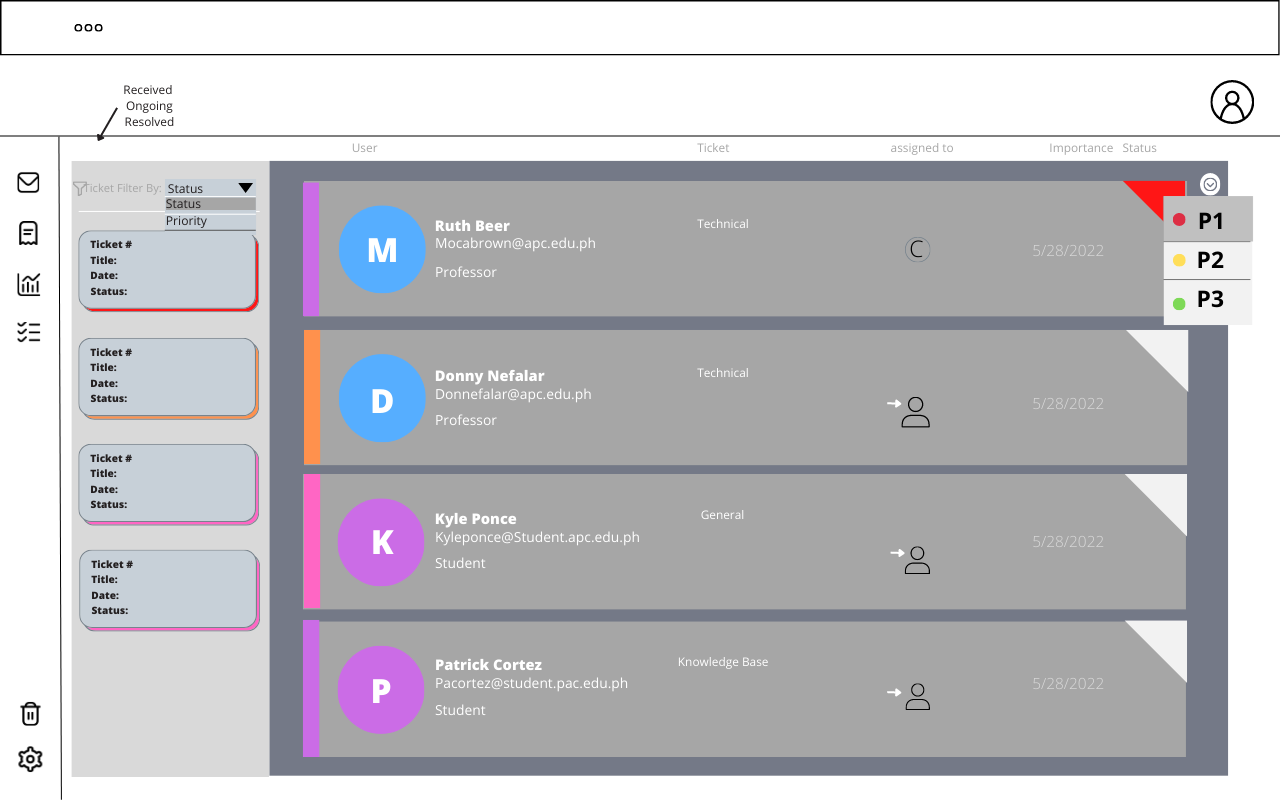 Received
Ongoing
Resolved
User
Ticket
assigned to
Importance
Status
Ticket Filter By:
Status
Status
Priority
Ticket #
Title:
Date:
Status:
Ticket #
Title:
Date:
Status:
Ticket #
Title:
Date:
Status:
Ticket #
Title:
Date:
Status:
M
Ruth Beer
Mocabrown@apc.edu.ph
Professor
Technical
C
5/28/2022
P1
P2
P3
D
Donny Nefalar
Donnefalar@apc.edu.ph
Professor
Technical
5/28/2022
K
Kyle Ponce
Kyleponce@Student.apc.edu.ph
Student
General
5/28/2022
P
Patrick Cortez
Pacortez@student.pac.edu.ph
Student
Knowledge Base
5/28/2022